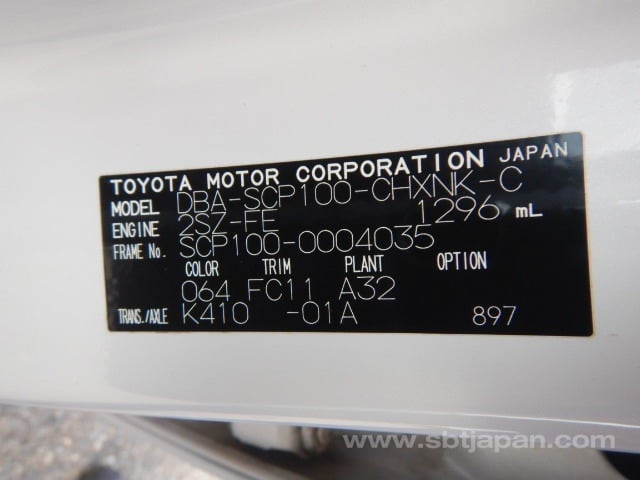 TOYOTA MOTOR CORPORATION JAPAN
MODEL DBA-SCP100-CHXNK-C
ENGINE 2SZ-FE 1296 mL
FRAME No. SCP100-0004035
COLOR TRIM PLANT OPTION
064 FC11 A32
TRANS./AXLE K410 -01A 897
www.sbtjapan.com